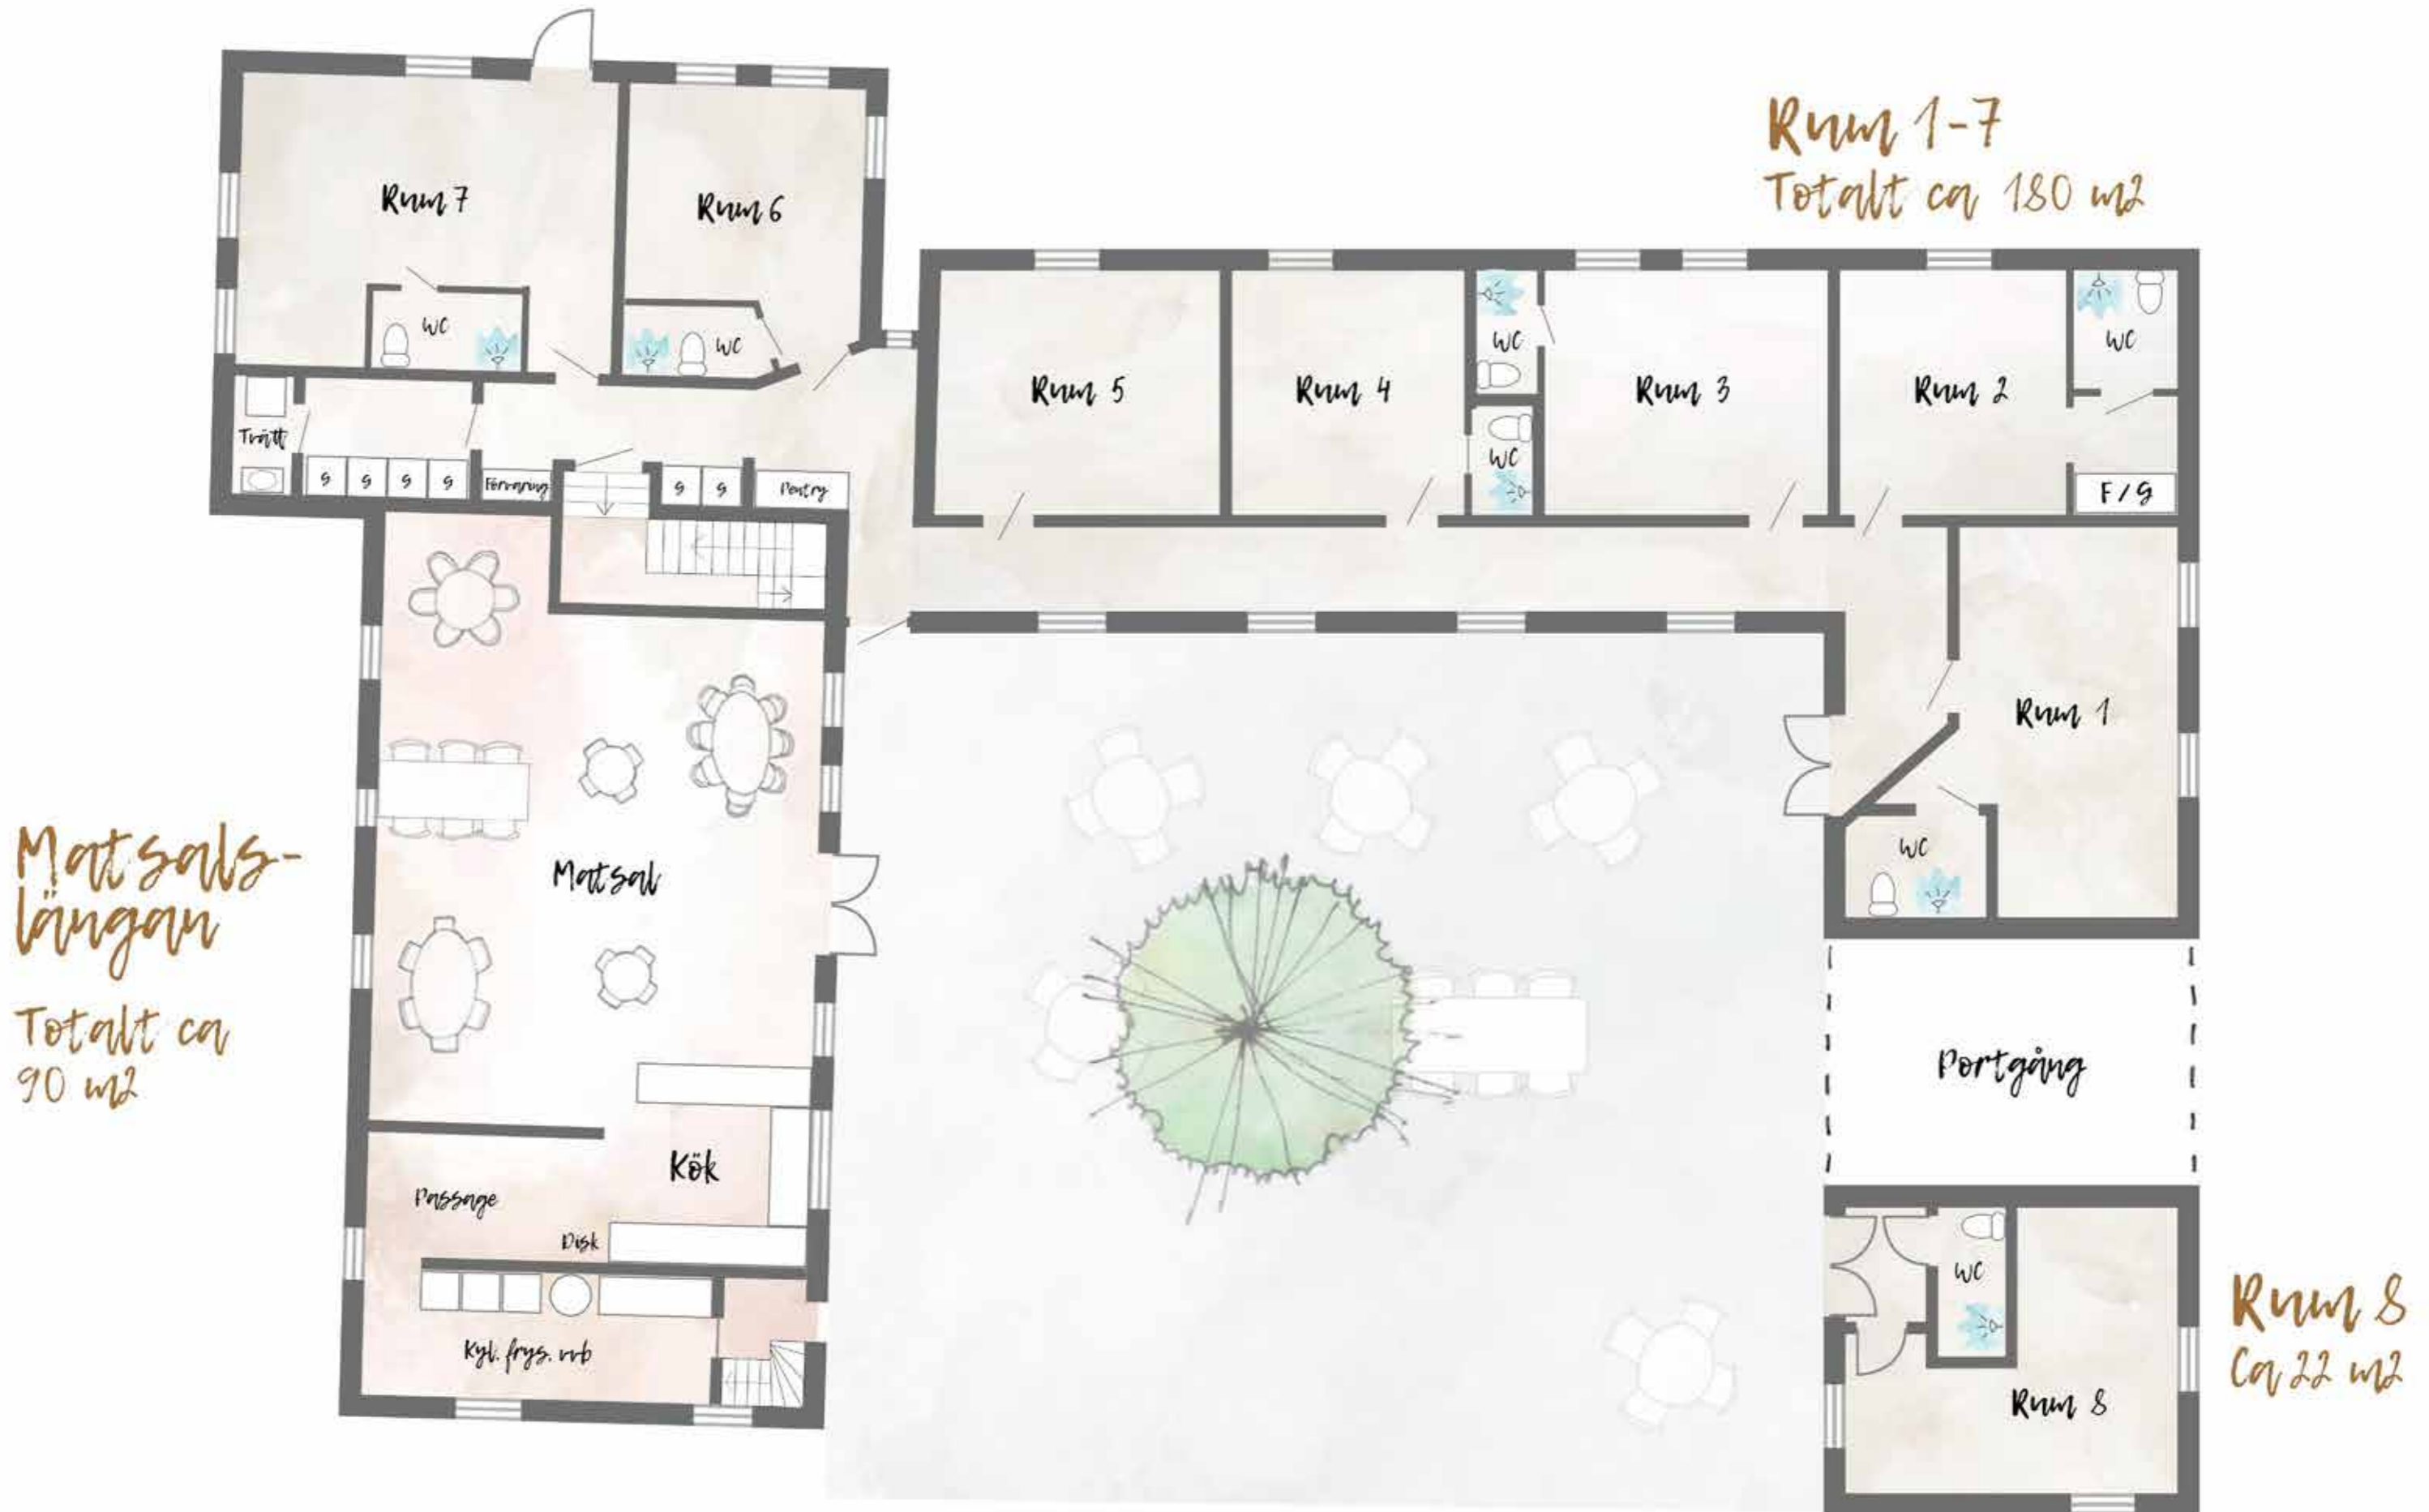 Rum 1-7
Totalt ca 180 m2
Rum 7
Rum 6
WC
WC
Rum 5
Rum 4
WC
WC
Rum 3
Rum 2
WC
F/G
Tvätt
G
G
G
G
Förvaring
G
G
Pentry
Rum 1
WC
Matsals-
längan
Totalt ca
90 m2
Matsal
Kök
Passage
Disk
Kyl. frys. vvb
Portgång
WC
Rum 8
Rum 8
Ca 22 m2